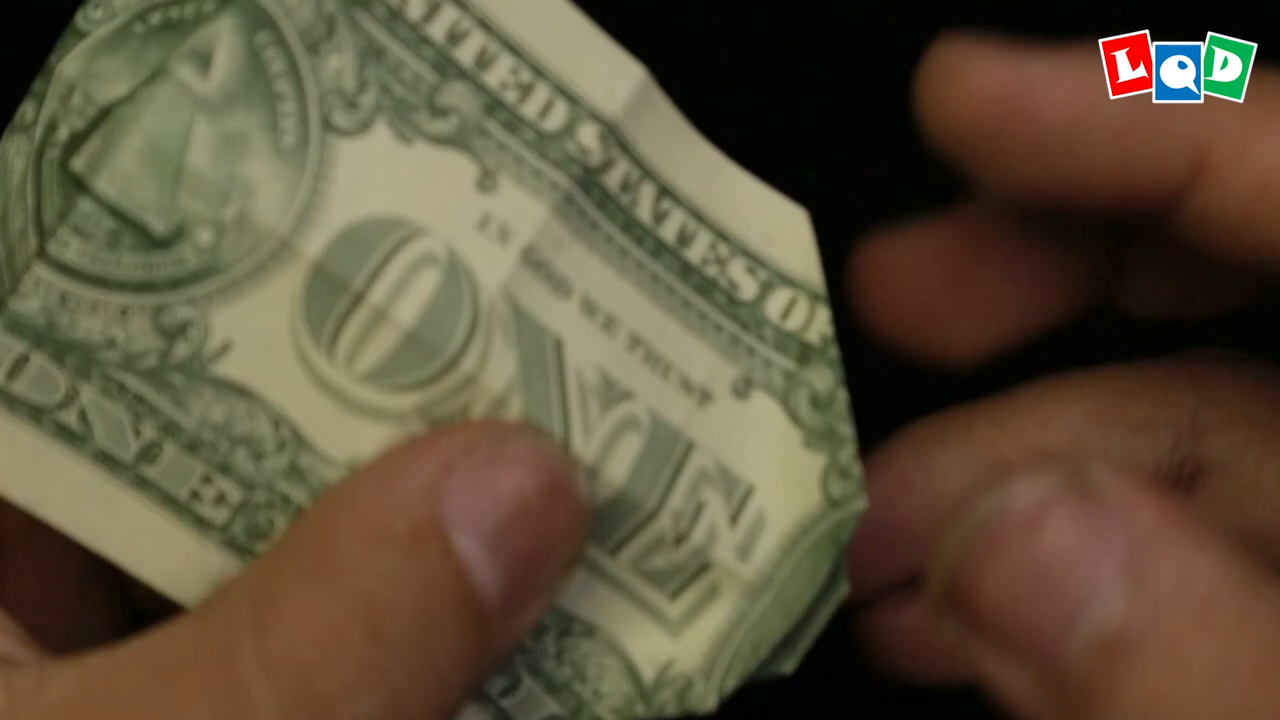 LQD
UNITED STATES OF
IN
GOD WE TRUST
ONE
ONE